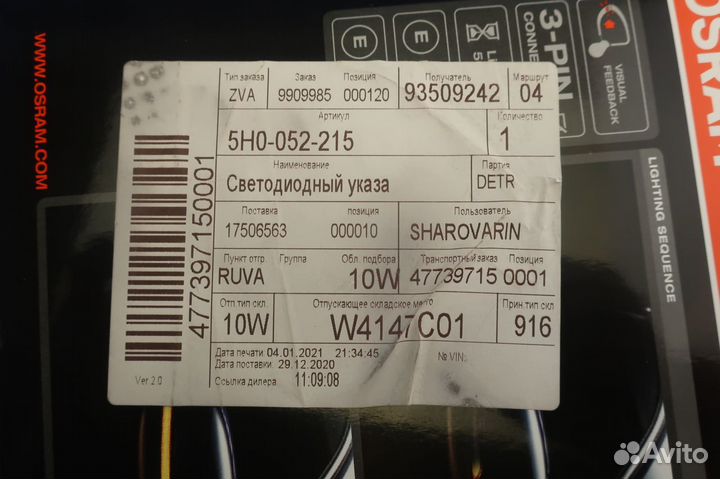 WWW.OSRAM.COM
E
E
3-PIN
CONNE
VISUAL
FEEDBACK
OSRAM
LIGHTING SEQUENCE
Тип заказа Заказ Позиция Получатель Маршрут
ZVA 9909985 000120 93509242 04
Артикул Количество
5H0-052-215 1
Наименование Партия
Светодиодный указа DETR
Поставка позиция
17506563 000010 SHAROVARIN
Пункт отгр. Группа Обл. подбора Транспортный заказ Позиция
RUVA 10W 47739715 0001
Отп.тип скл. Отпускающее складское место Прин.тип скл.
10W W4147C01 916
Дата печати 04.01.2021 21:34:45 № VIN:
Дата поставки 29.12.2020
Ссылка дилера 11:09:08
477397150001
Ver.2.0
Avito